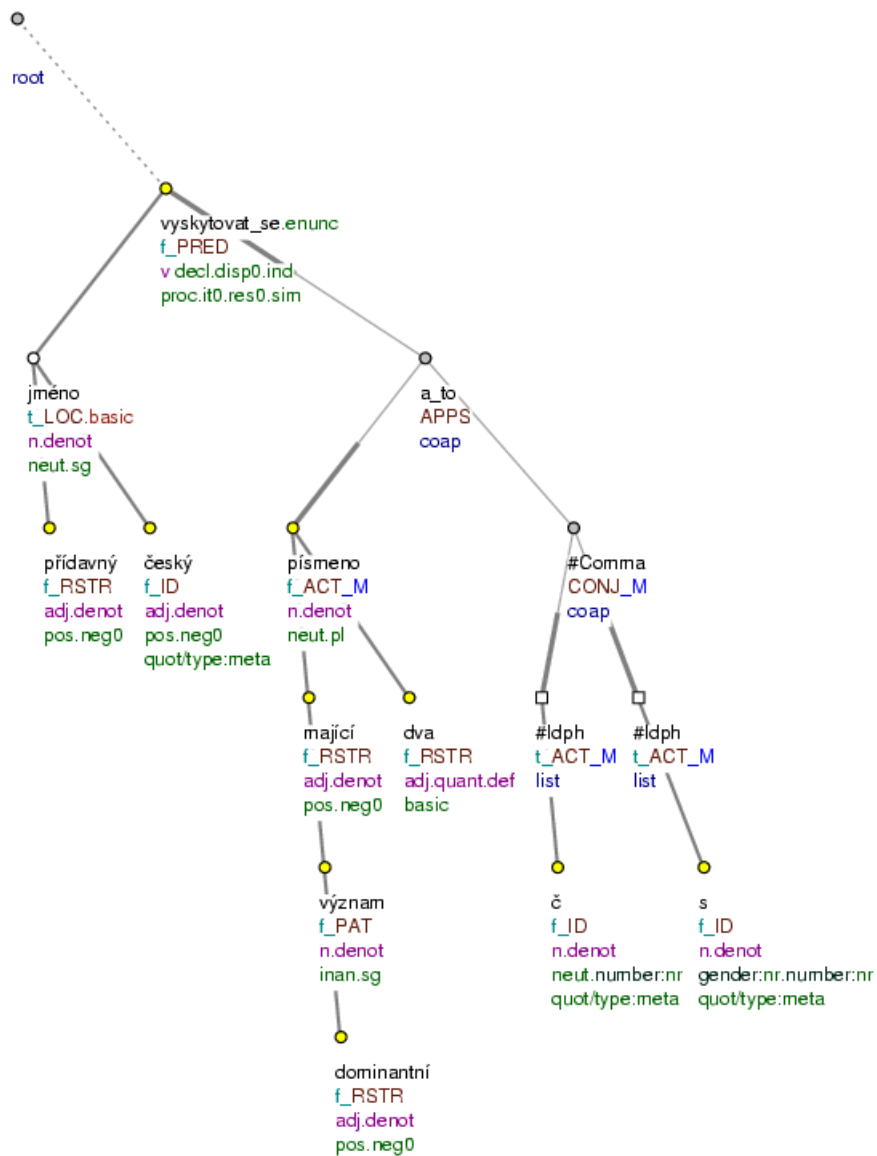 root
vyskytovat_se.enunc
f_PRED
v decl.disp0.ind
proc.it0.res0.sim
jméno
t_LOC.basic
n.denot
neut.sg
a_to
APPS
coap
přídavný
f_RSTR
adj.denot
pos.neg0
český
f_ID
adj.denot
pos.neg0
quot/type:meta
písmeno
f_ACT_M
n.denot
neut.pl
#Comma
CONJ_M
coap
mající
f_RSTR
adj.denot
pos.neg0
dva
f_RSTR
adj.quant.def
basic
#Idph
t_ACT_M
list
#Idph
t_ACT_M
list
význam
f_PAT
n.denot
inan.sg
č
f_ID
n.denot
neut.number:nr
quot/type:meta
s
f_ID
n.denot
gender:nr.number:nr
quot/type:meta
dominantní
f_RSTR
adj.denot
pos.neg0